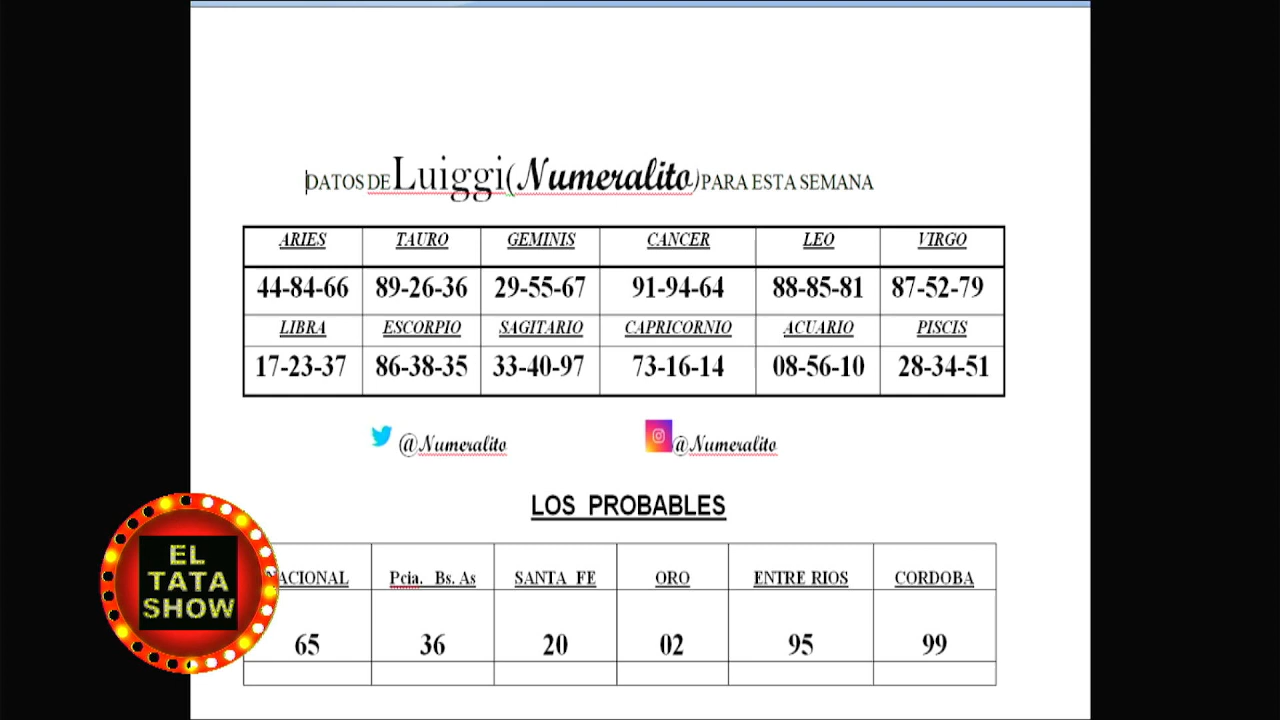 DATOS DE Luiggi (Numeralito) PARA ESTA SEMANA
ARIES TAURO GEMINIS CANCER LEO VIRGO
44-84-66 89-26-36 29-55-67 91-94-64 88-85-81 87-52-79
LIBRA ESCORPIO SAGITARIO CAPRICORNIO ACUARIO PISCIS
17-23-37 86-38-35 33-40-97 73-16-14 08-56-10 28-34-51
@Numeralito @Numeralito
LOS PROBABLES
ACIONAL Pcia. Bs. As SANTA FE ORO ENTRE RIOS CORDOBA
65 36 20 02 95 99
EL
TATA
SHOW